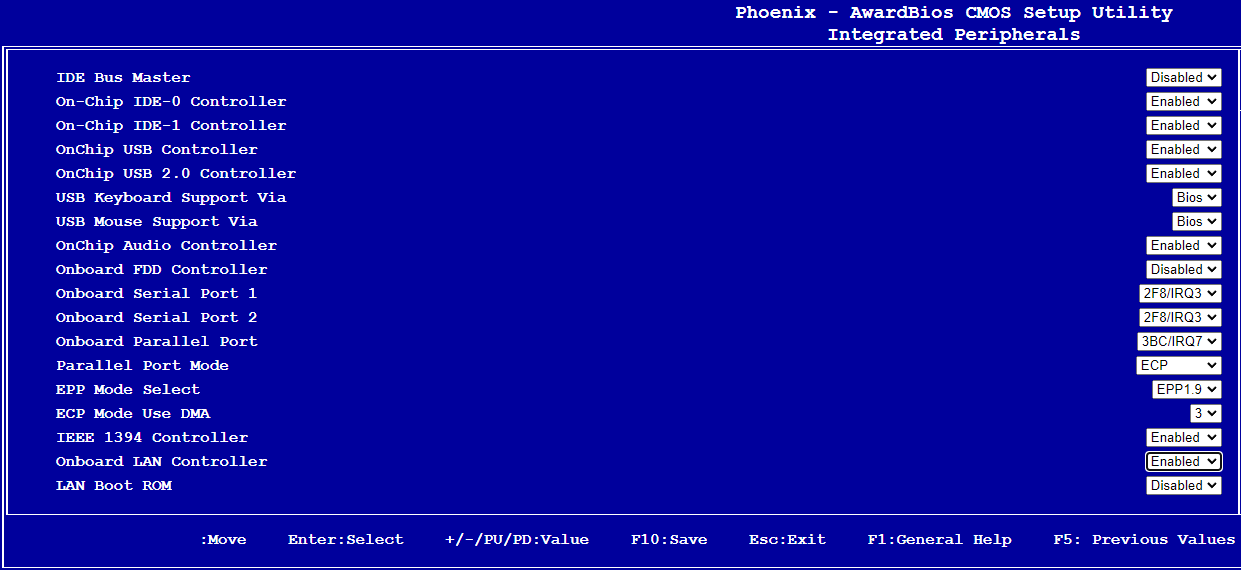 Phoenix - AwardBios CMOS Setup Utility
Integrated Peripherals
IDE Bus Master Disabled
On-Chip IDE-0 Controller Enabled
On-Chip IDE-1 Controller Enabled
OnChip USB Controller Enabled
OnChip USB 2.0 Controller Enabled
USB Keyboard Support Via Bios
USB Mouse Support Via Bios
OnChip Audio Controller Enabled
Onboard FDD Controller Disabled
Onboard Serial Port 1 2F8/IRQ3
Onboard Serial Port 2 2F8/IRQ3
Onboard Parallel Port 3BC/IRQ7
Parallel Port Mode ECP
EPP Mode Select EPP1.9
ECP Mode Use DMA 3
IEEE 1394 Controller Enabled
Onboard LAN Controller Enabled
LAN Boot ROM Disabled
:Move Enter:Select +/-/PU/PD:Value F10:Save Esc:Exit F1:General Help F5: Previous Values